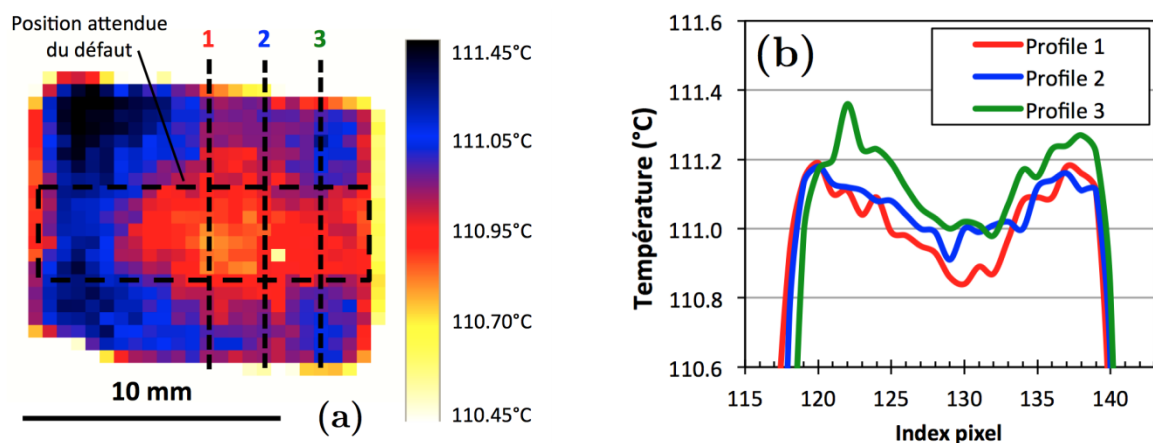 Position attendue
du défaut
1
2
3
111.45°C
111.05°C
110.95°C
110.70°C
110.45°C
10 mm
(a)
111.6
111.4
111.2
111.0
110.8
110.6
Température (°C)
(b)
Profile 1
Profile 2
Profile 3
115
120
125
130
135
140
Index pixel